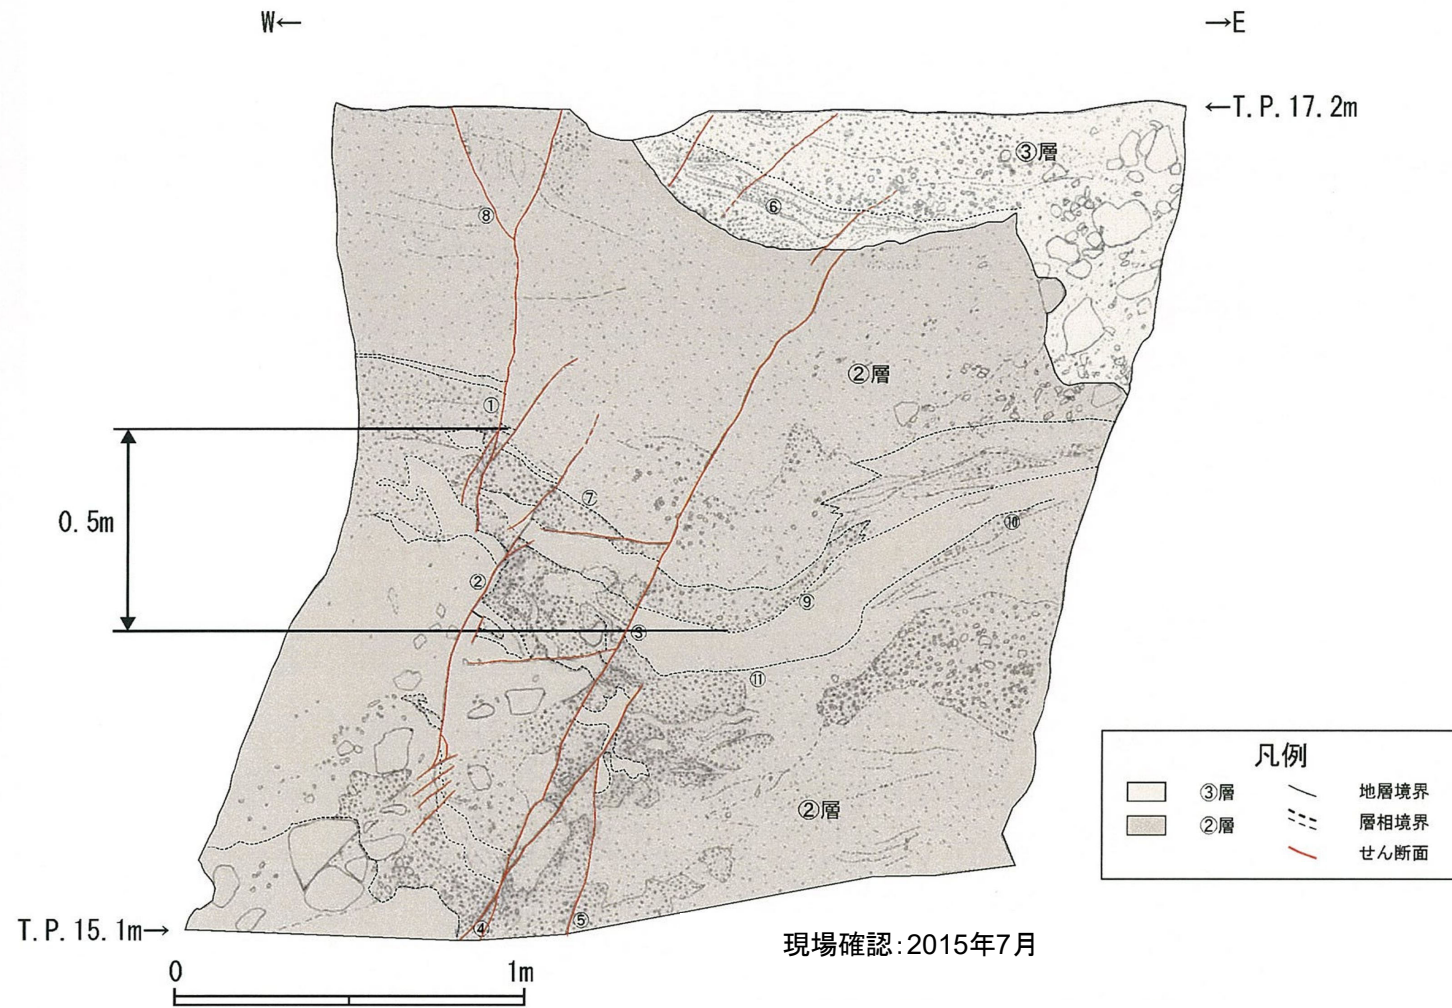 W←
→E
←T.P.17.2m
③層
⑥
⑧
②層
①
0.5m
⑦
⑩
②
⑨
③
⑪
②層
④
⑤
T.P.15.1m→
現場確認:2015年7月
0 1m
凡例
③層 地層境界
②層 層相境界
せん断面